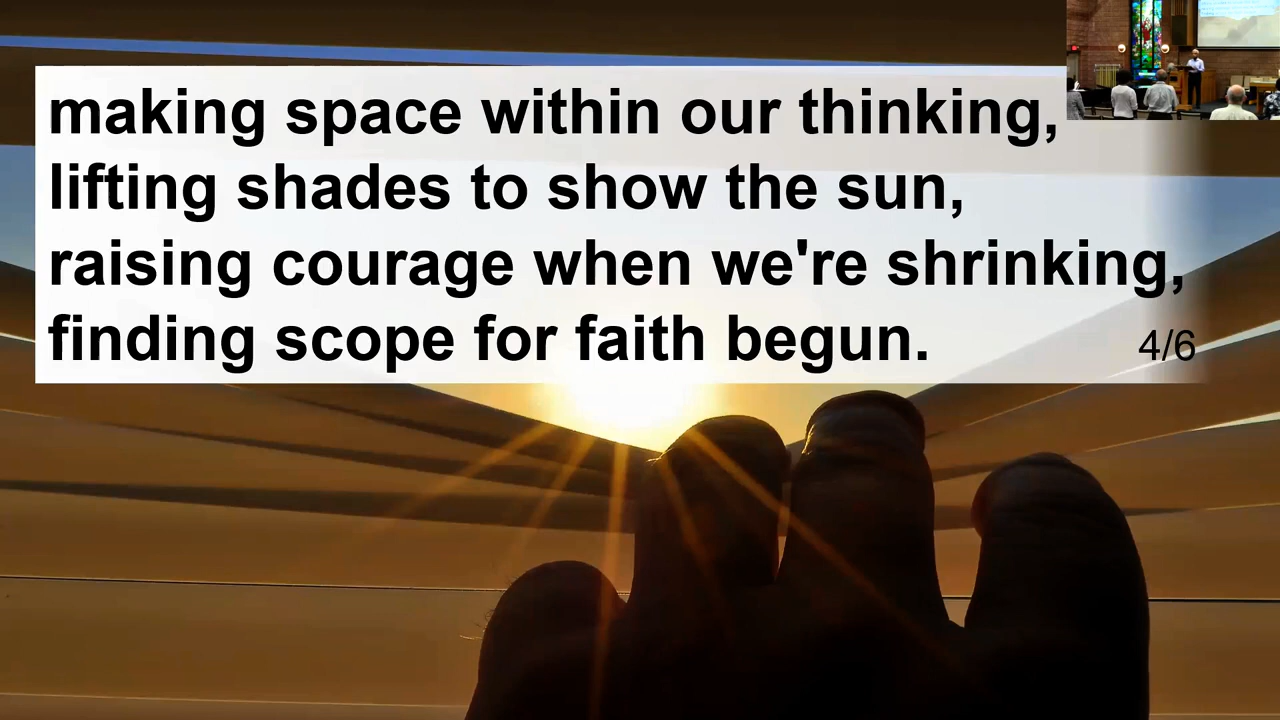 making space within our thinking,
lifting shades to show the sun,
raising courage when we're shrinking,
finding scope for faith begun.
4/6